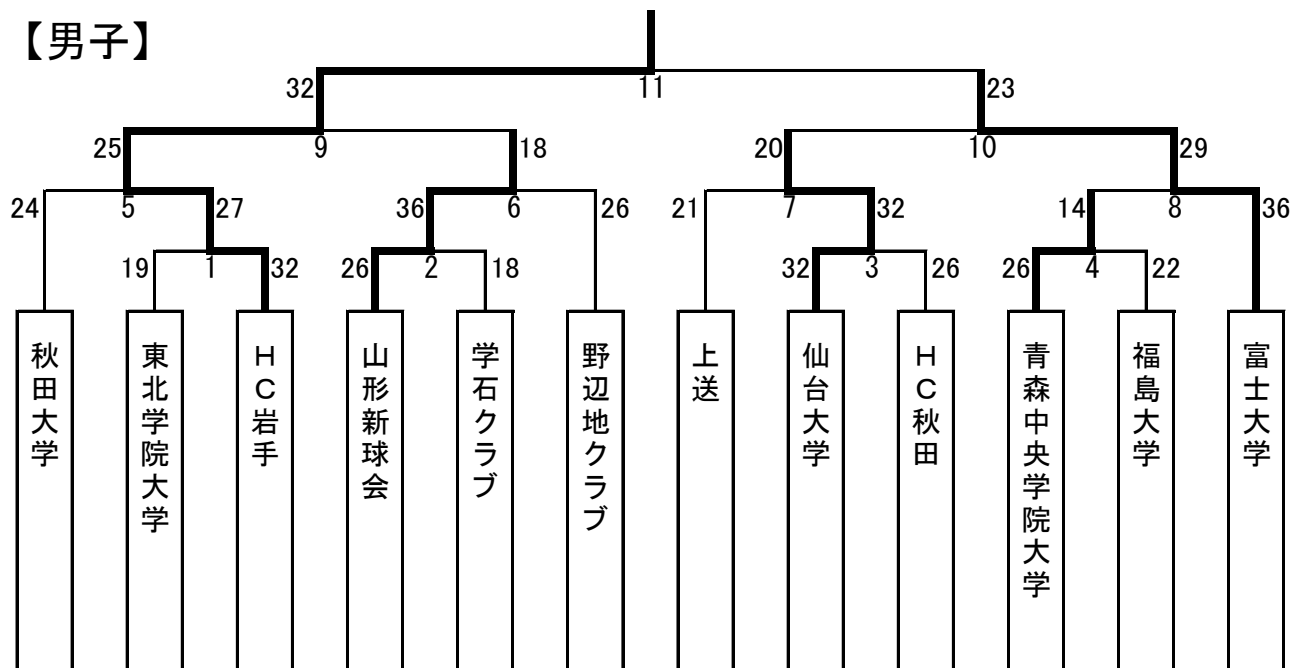 【男子】
32
11
23
25
9
18
20
10
29
24
5
27
36
6
26
21
7
32
14
8
36
19
1
32
26
2
18
32
3
26
26
4
22
秋田大学
東北学院大学
ＨＣ岩手
山形新球会
学石クラブ
野辺地クラブ
上送
仙台大学
ＨＣ秋田
青森中央学院大学
福島大学
富士大学